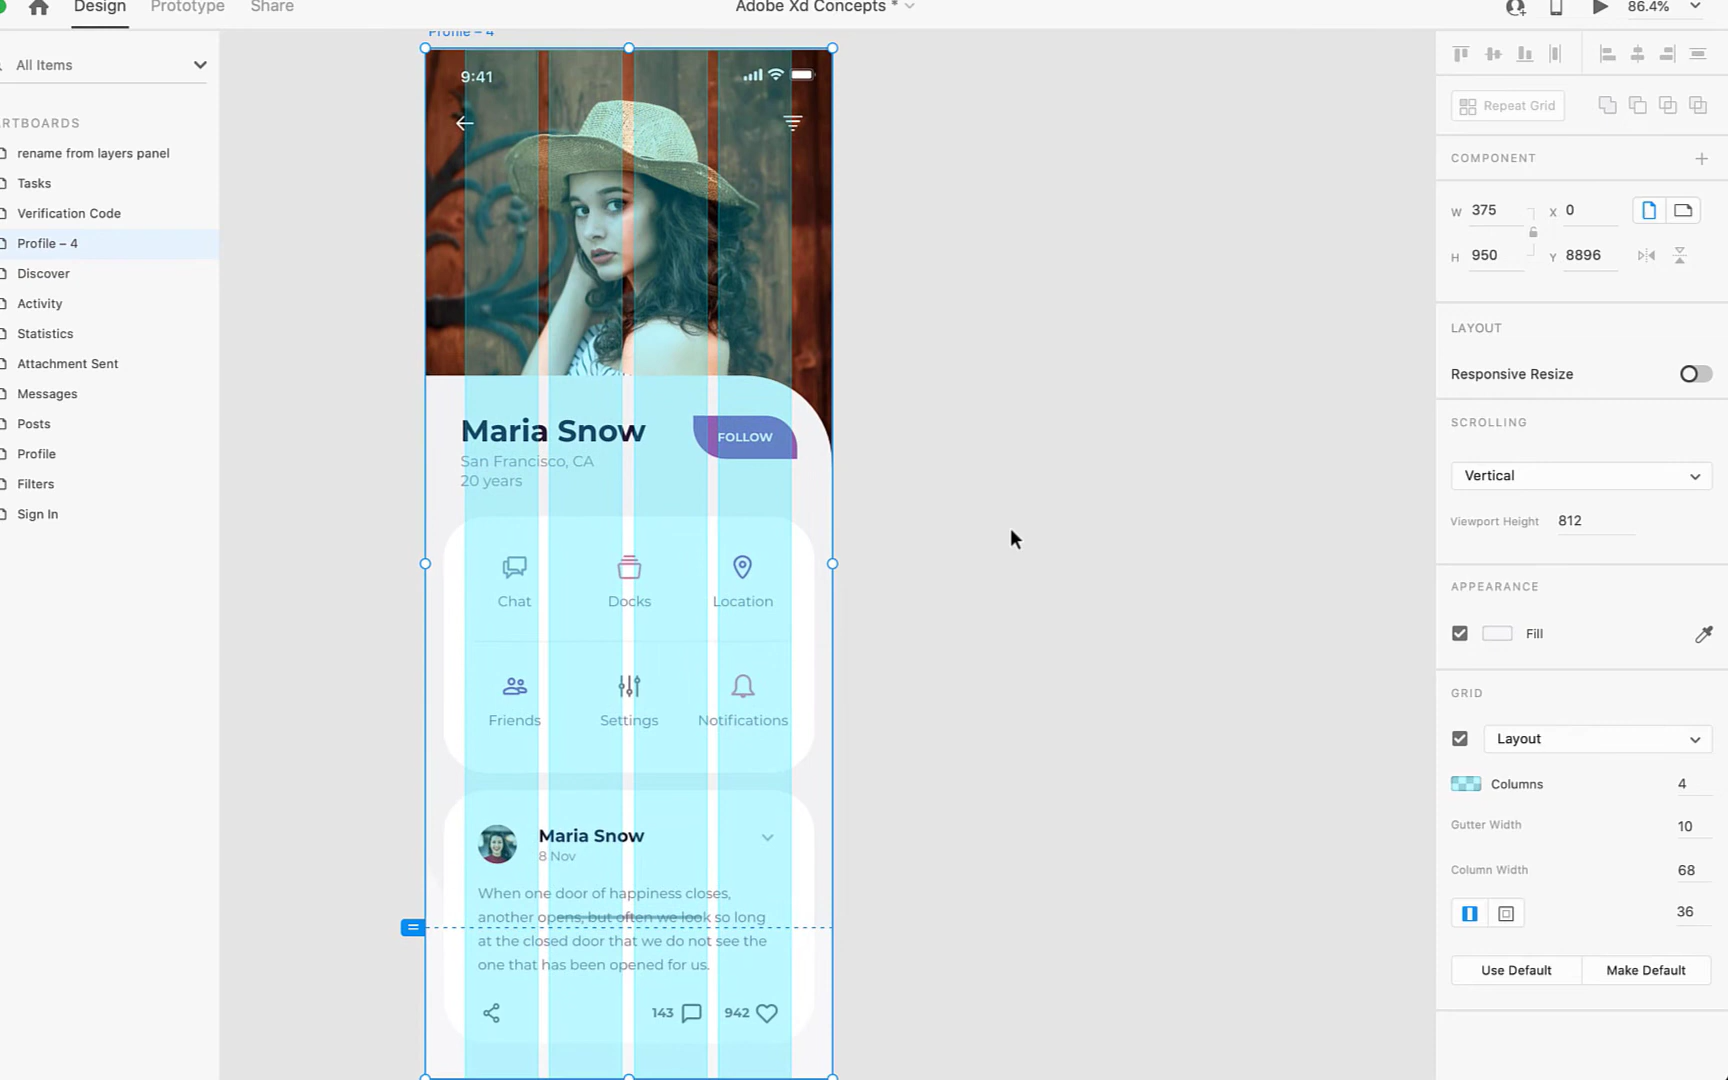 Design Prototype Share
Adobe Xd Concepts *
86.4%
All Items
RTBOARDS
rename from layers panel
Tasks
Verification Code
Profile – 4
Discover
Activity
Statistics
Attachment Sent
Messages
Posts
Profile
Filters
Sign In
Profile – 4
9:41
Maria Snow
FOLLOW
San Francisco, CA
20 years
Chat Docks Location
Friends Settings Notifications
Maria Snow
8 Nov
When one door of happiness closes,
another opens, but often we look so long
at the closed door that we do not see the
one that has been opened for us.
143 942
Repeat Grid
COMPONENT
W 375 X 0
H 950 Y 8896
LAYOUT
Responsive Resize
SCROLLING
Vertical
Viewport Height 812
APPEARANCE
Fill
GRID
Layout
Columns 4
Gutter Width 10
Column Width 68
36
Use Default Make Default